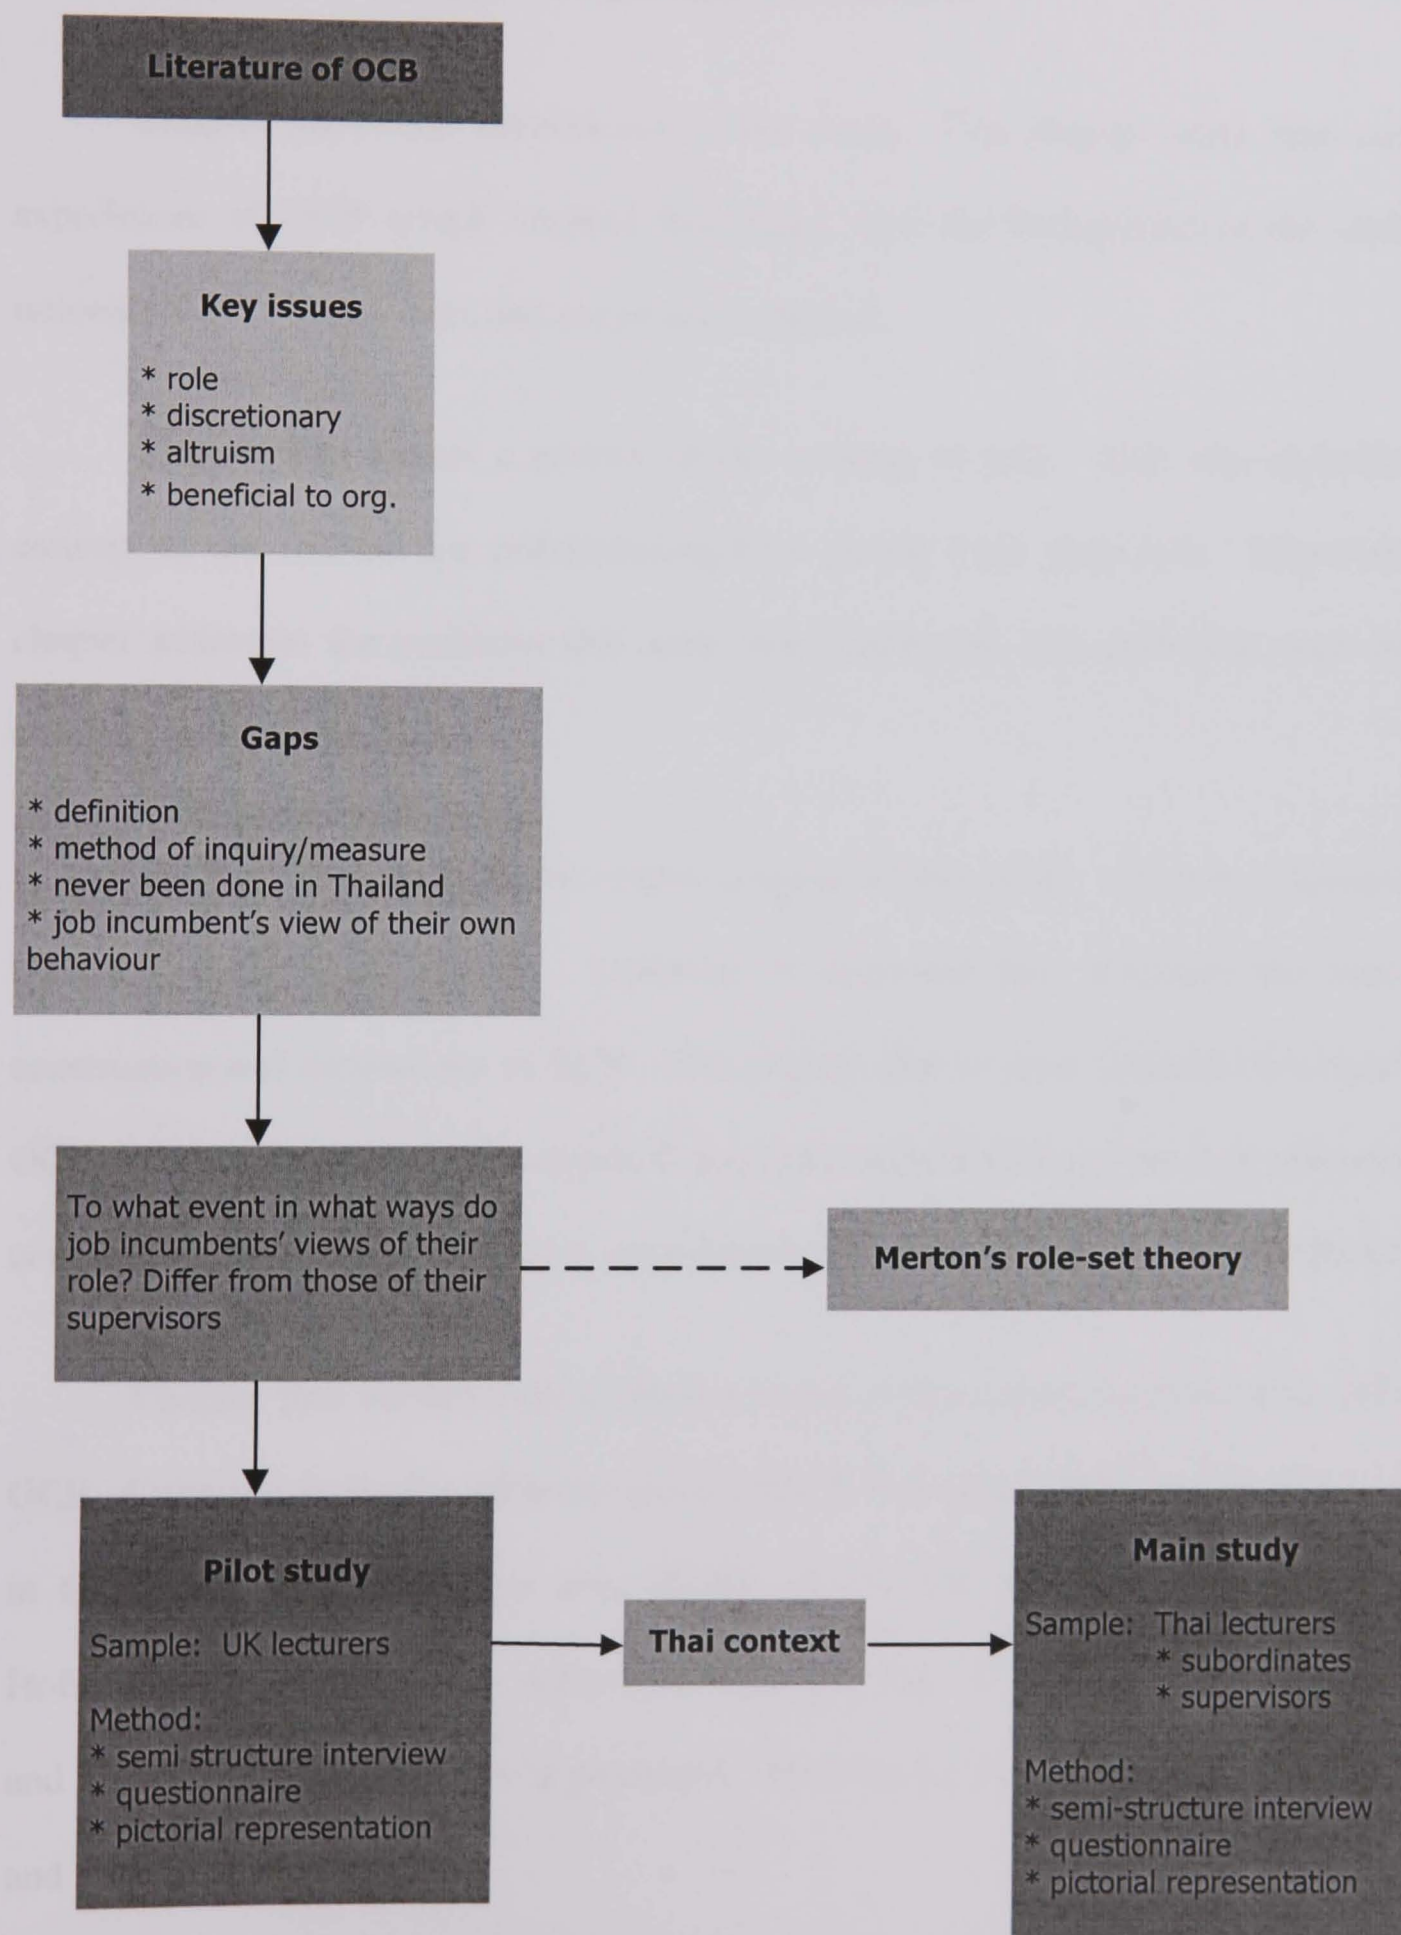 Literature of OCB
Key issues
* role
* discretionary
* altruism
* beneficial to org.
Gaps
* definition
* method of inquiry/measure
* never been done in Thailand
* job incumbent's view of their own
behaviour
To what event in what ways do
job incumbents' views of their
role? Differ from those of their
supervisors
Merton's role-set theory
Pilot study
Sample: UK lecturers
Method:
* semi structure interview
* questionnaire
* pictorial representation
Thai context
Main study
Sample: Thai lecturers
* subordinates
* supervisors
Method:
* semi-structure interview
* questionnaire
* pictorial representation